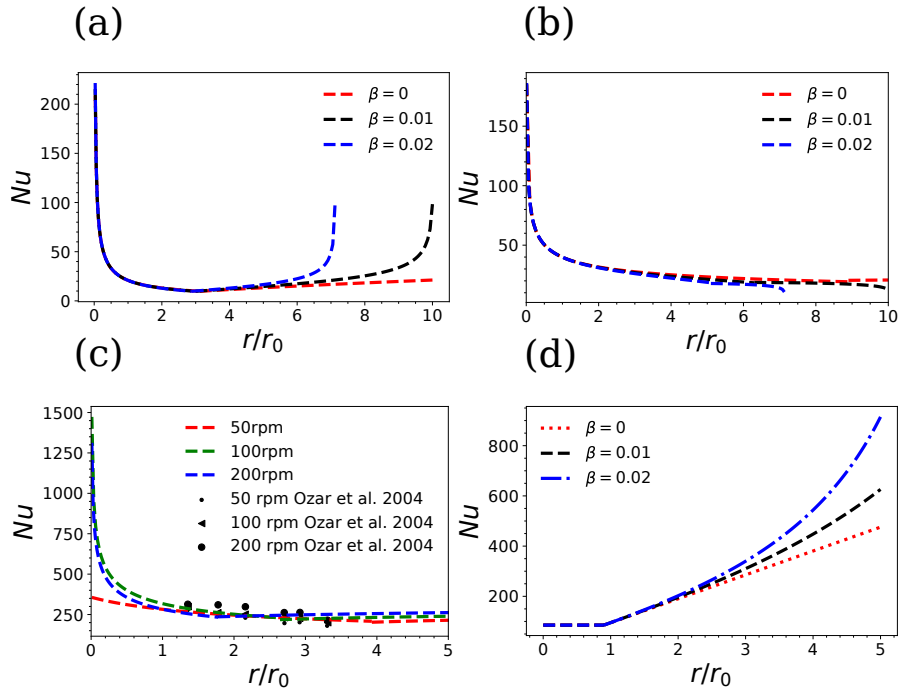 (a)
(b)
Nu
200
150
100
50
0
β = 0
β = 0.01
β = 0.02
0
2
4
6
8
10
r/r₀
Nu
150
100
50
β = 0
β = 0.01
β = 0.02
0
2
4
6
8
10
r/r₀
(c)
(d)
Nu
1500
1250
1000
750
500
250
0
50rpm
100rpm
200rpm
50 rpm Ozar et al. 2004
100 rpm Ozar et al. 2004
200 rpm Ozar et al. 2004
0
1
2
3
4
5
r/r₀
Nu
800
600
400
200
0
β = 0
β = 0.01
β = 0.02
0
1
2
3
4
5
r/r₀